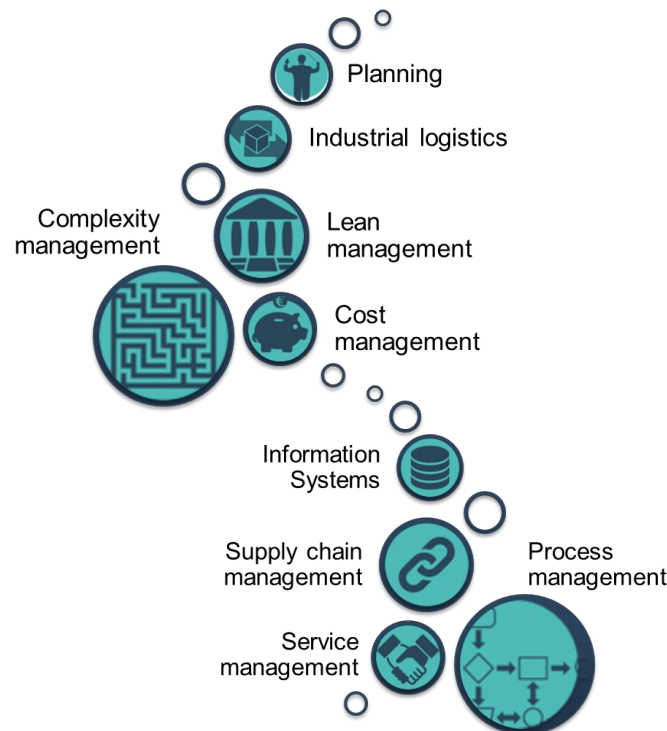 Planning
Industrial logistics
Complexity
management
Lean
management
Cost
management
Information
Systems
Supply chain
management
Process
management
Service
management